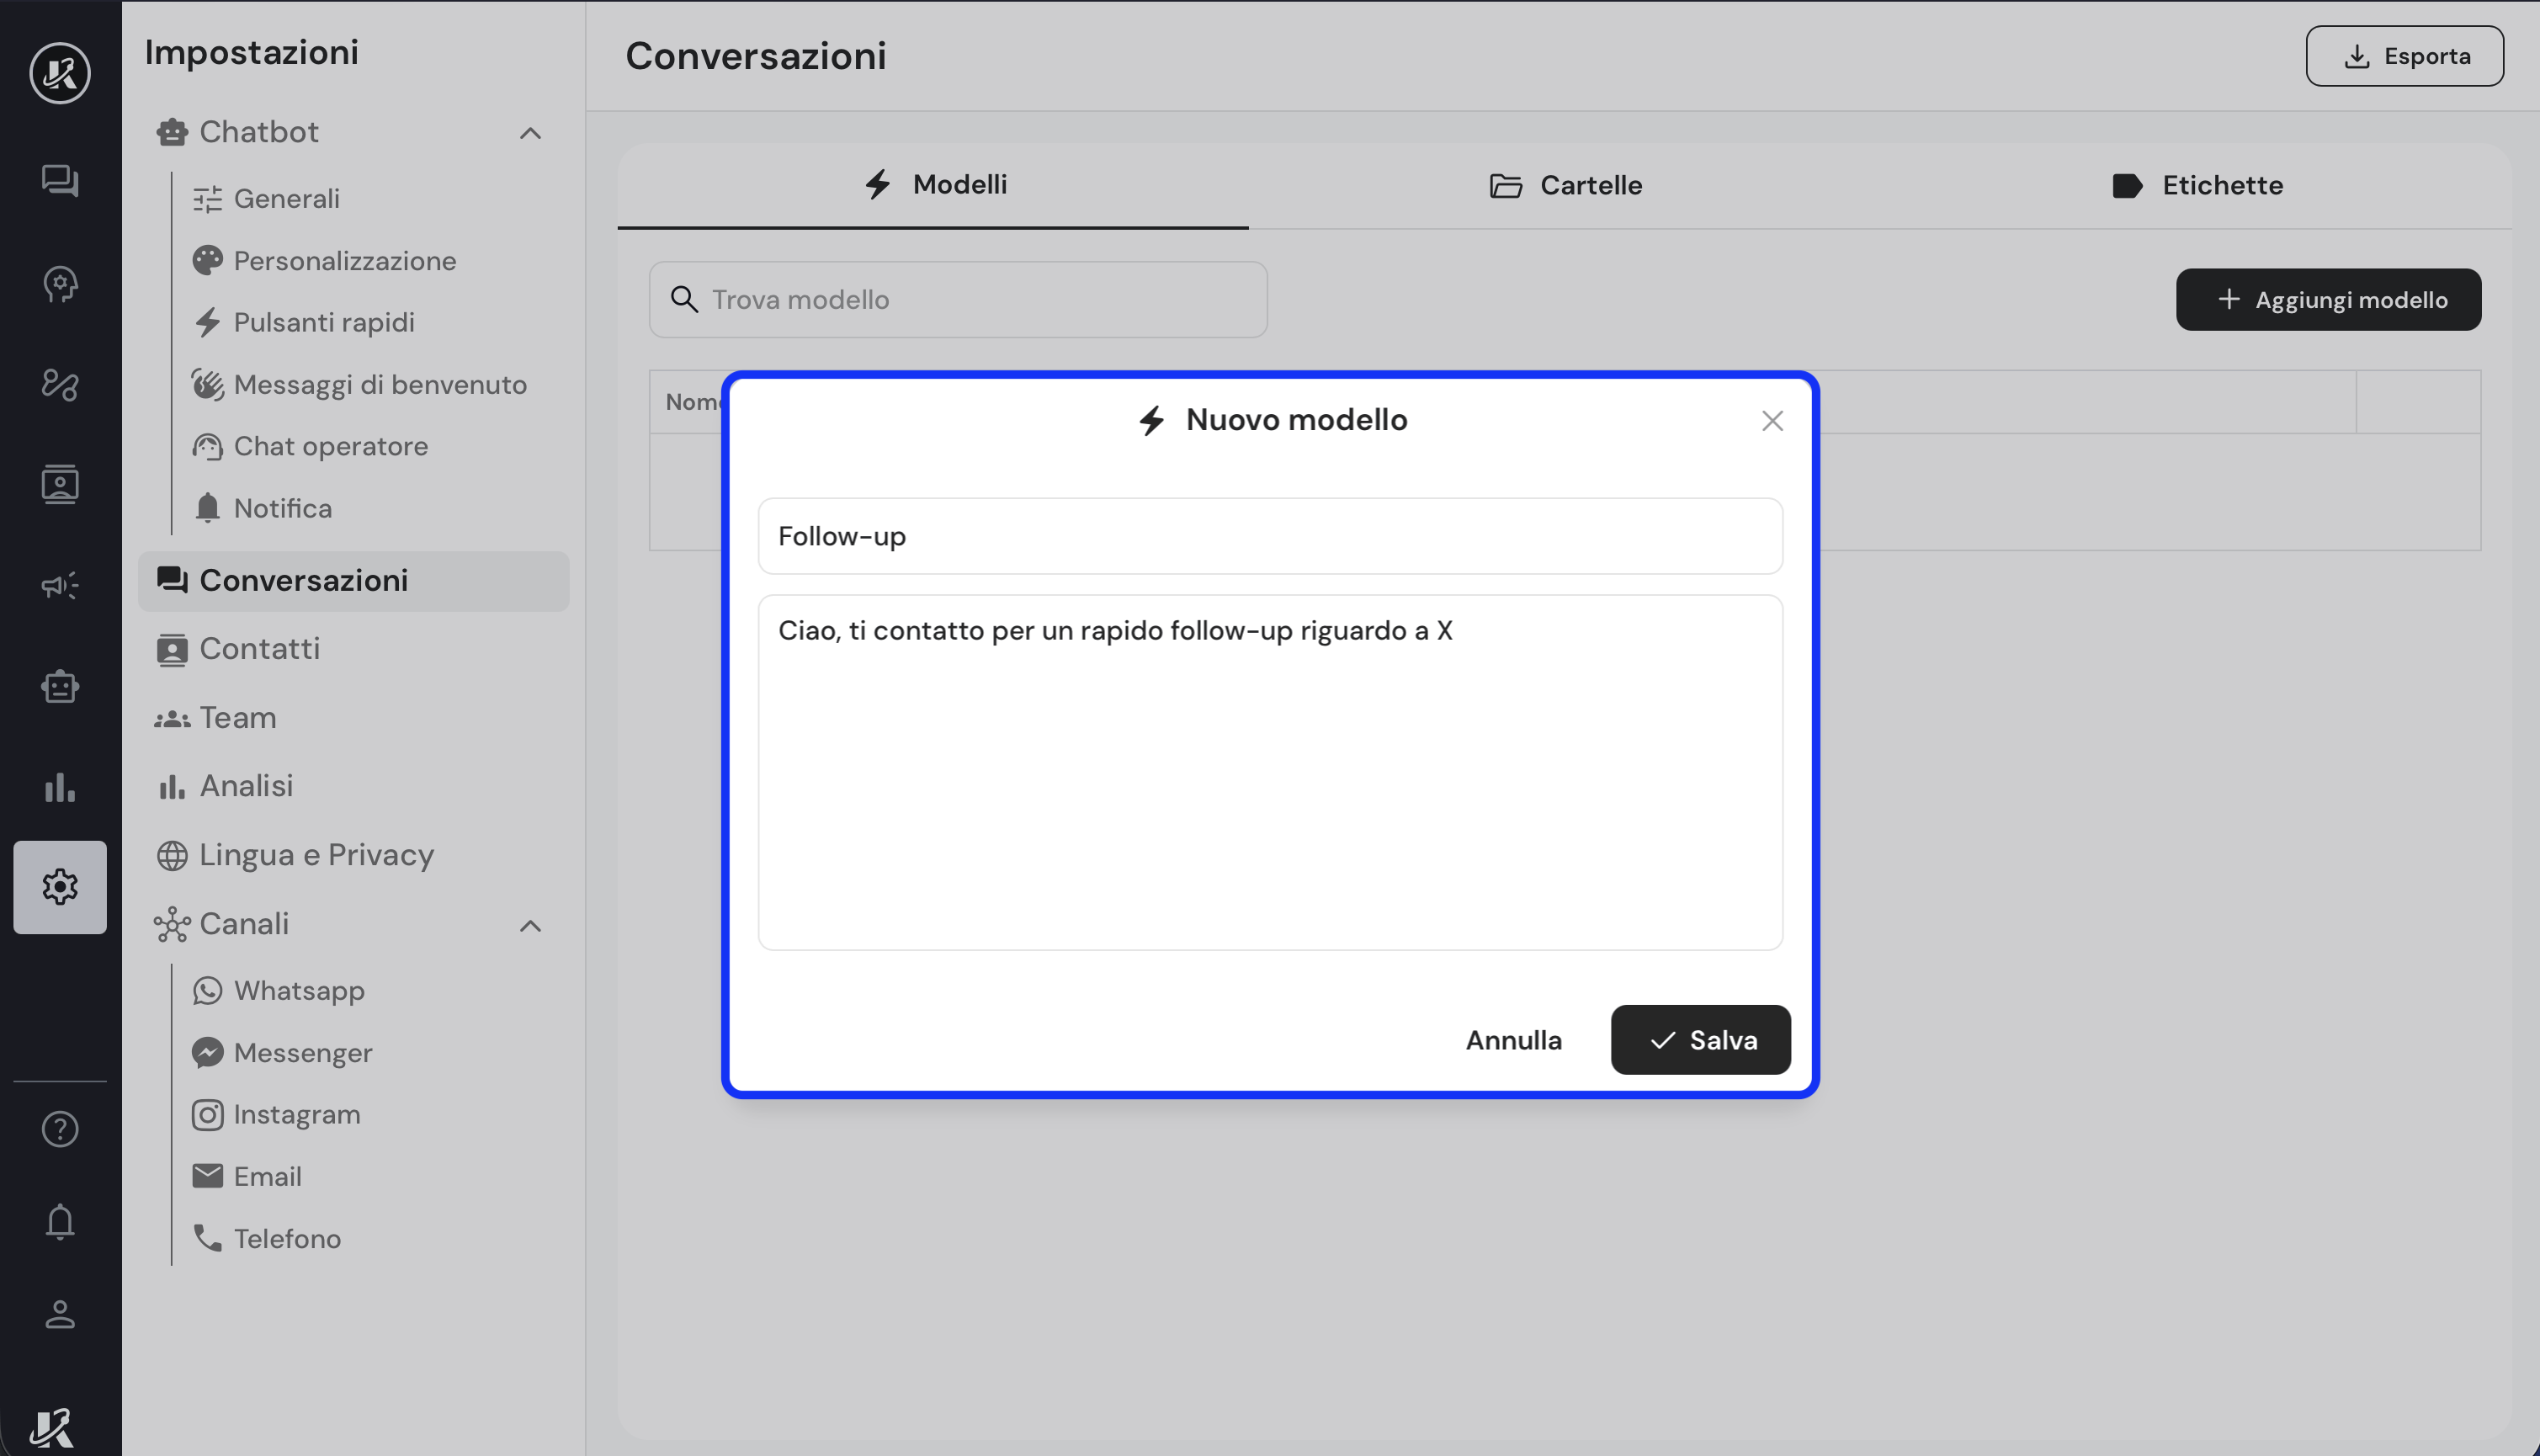 Impostazioni
Chatbot
Generali
Personalizzazione
Pulsanti rapidi
Messaggi di benvenuto
Chat operatore
Notifica
Conversazioni
Contatti
Team
Analisi
Lingua e Privacy
Canali
Whatsapp
Messenger
Instagram
Email
Telefono
Conversazioni
Esporta
Modelli
Cartelle
Etichette
Trova modello
Aggiungi modello
Nome
Nuovo modello
Follow-up
Ciao, ti contatto per un rapido follow-up riguardo a X
Annulla
Salva